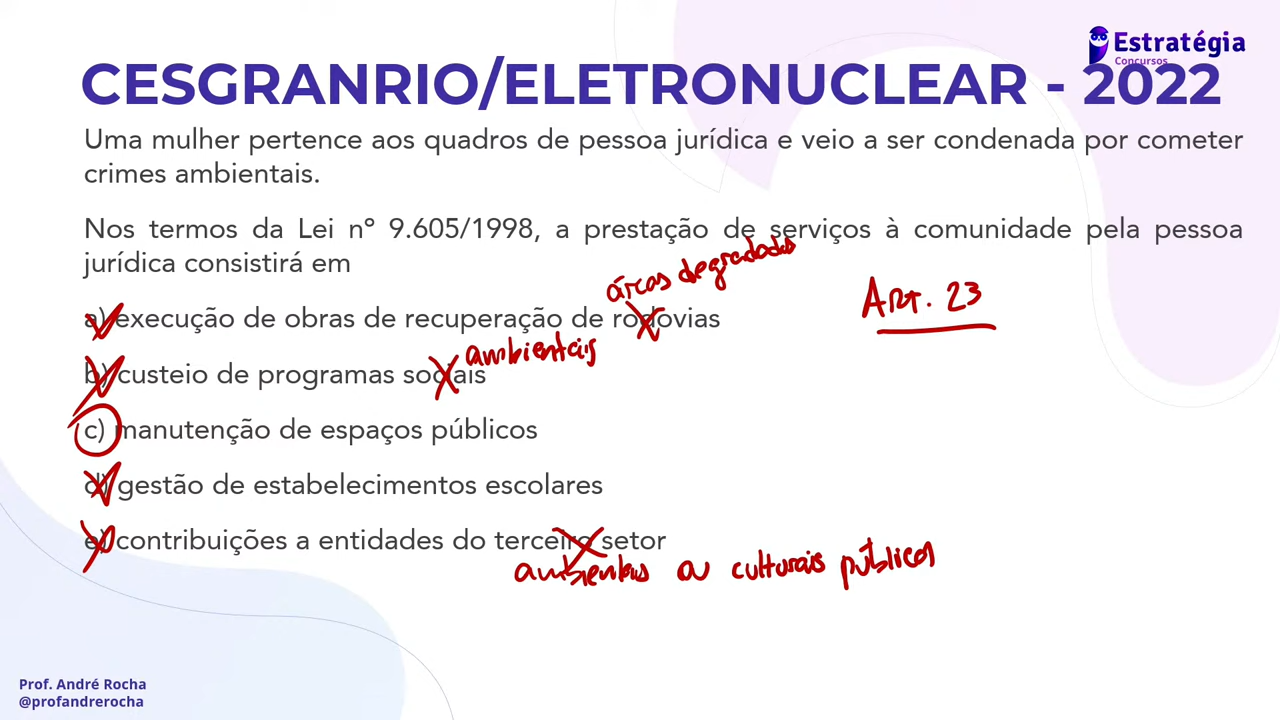 Estratégia
Concursos
CESGRANRIO/ELETRONUCLEAR - 2022
Uma mulher pertence aos quadros de pessoa jurídica e veio a ser condenada por cometer
crimes ambientais.
Nos termos da Lei nº 9.605/1998, a prestação de serviços à comunidade pela pessoa
jurídica consistirá em
áreas degradadas
Art. 23
a) execução de obras de recuperação de rodovias
ambientais
b) custeio de programas sociais
c) manutenção de espaços públicos
d) gestão de estabelecimentos escolares
e) contribuições a entidades do terceiro setor
ambientais ou culturais públicas
Prof. André Rocha
@profandrerocha